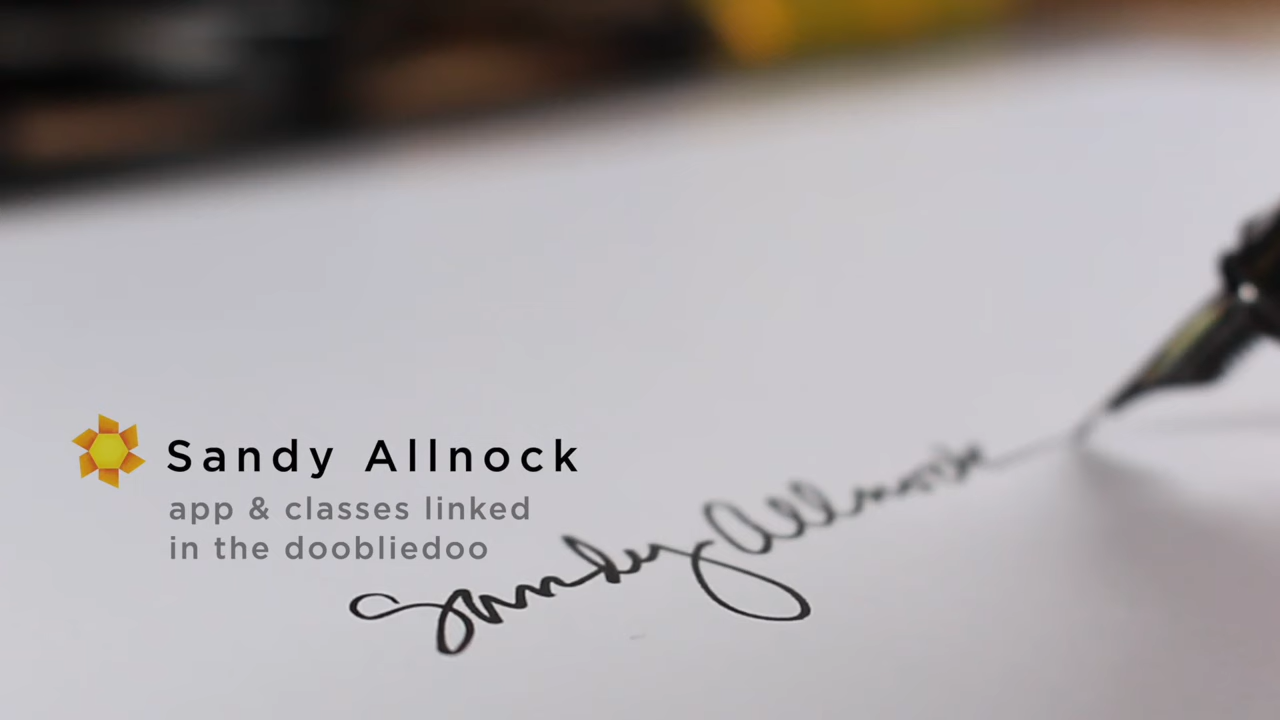 Sandy Allnock
app & classes linked
in the doobliedoo
Sandy Allnock